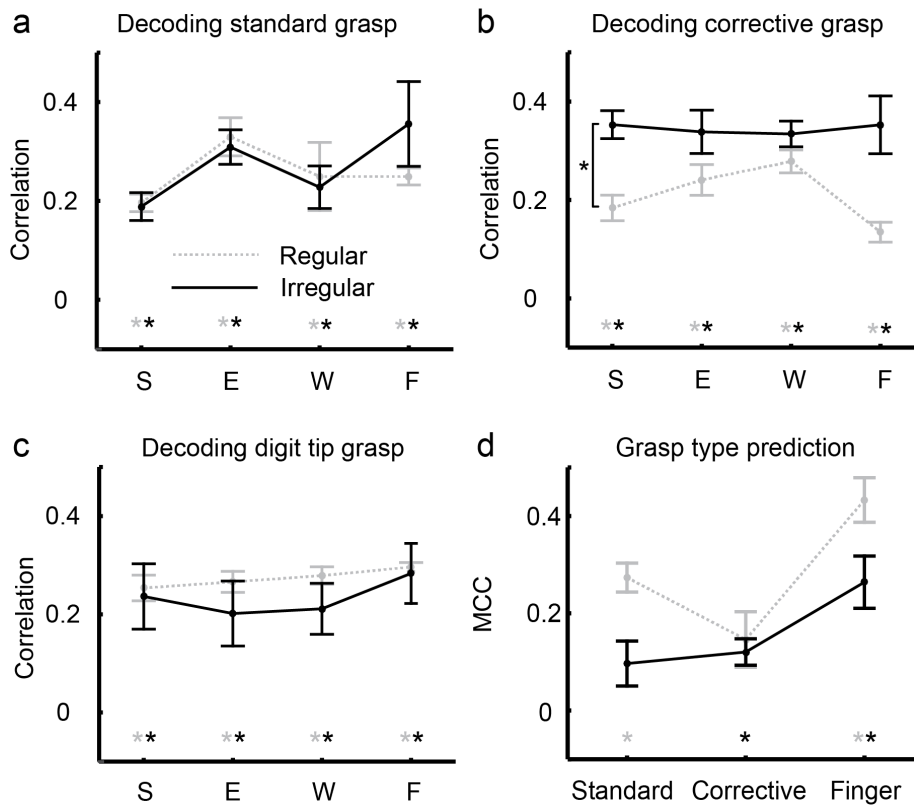 a Decoding standard grasp
0.4
0.2
0
Correlation
Regular
Irregular
** ** ** **
S E W F
b Decoding corrective grasp
0.4
0.2
0
Correlation
*
** ** ** **
S E W F
c Decoding digit tip grasp
0.4
0.2
0
Correlation
** ** ** **
S E W F
d Grasp type prediction
0.4
0.2
0
MCC
* * **
Standard Corrective Finger